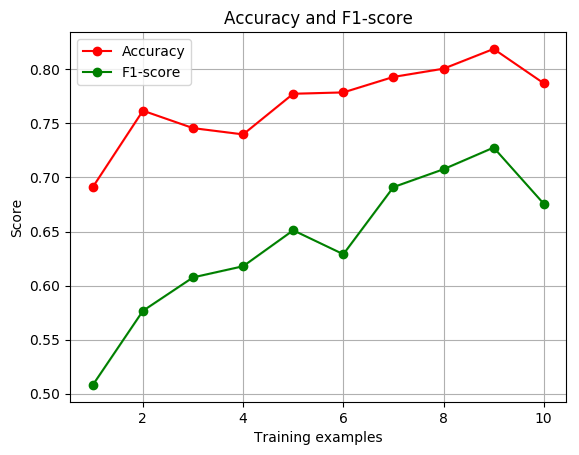 Accuracy and F1-score
Accuracy
F1-score
0.80
0.75
0.70
0.65
0.60
0.55
0.50
Score
2 4 6 8 10
Training examples